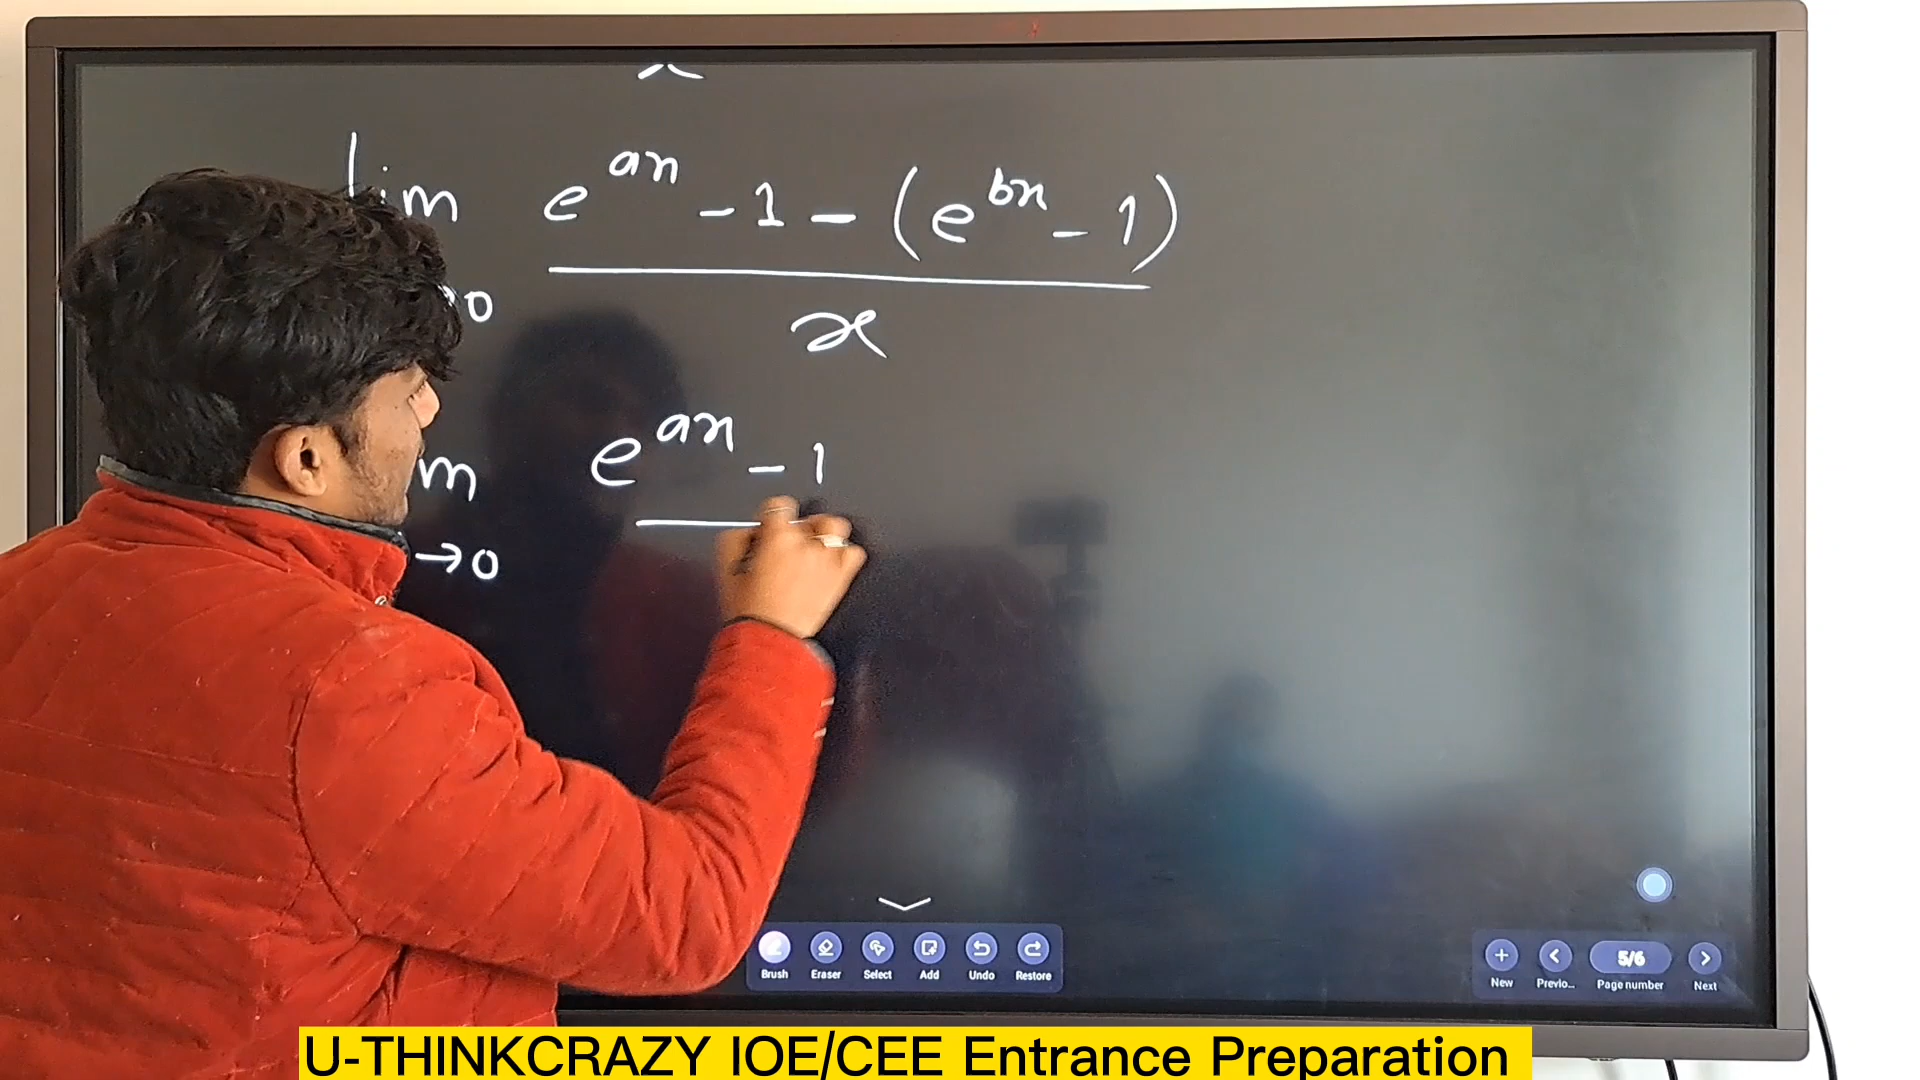 x
lim e^ax - 1 - (e^bx - 1)
0
x
m e^ax - 1
→0
Brush Eraser Select Add Undo Restore
5/6
New Previo... Page number Next
U-THINKCRAZY IOE/CEE Entrance Preparation